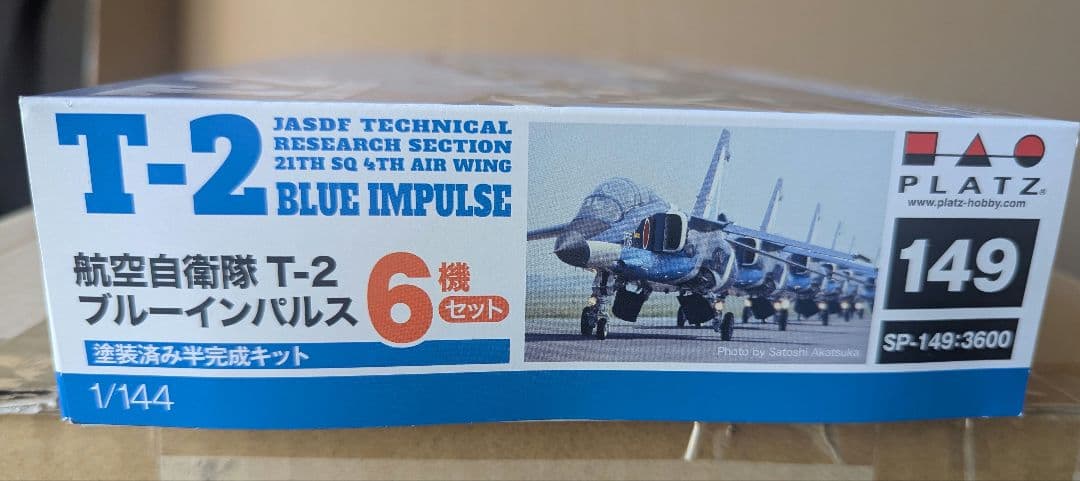 T-2
JASDF TECHNICAL
RESEARCH SECTION
21TH SQ 4TH AIR WING
BLUE IMPULSE
航空自衛隊 T-2
ブルーインパルス
6機
セット
塗装済み半完成キット
1/144
Photo by Satoshi Akatsuka
PLATZ®
www.platz-hobby.com
149
SP-149:3600